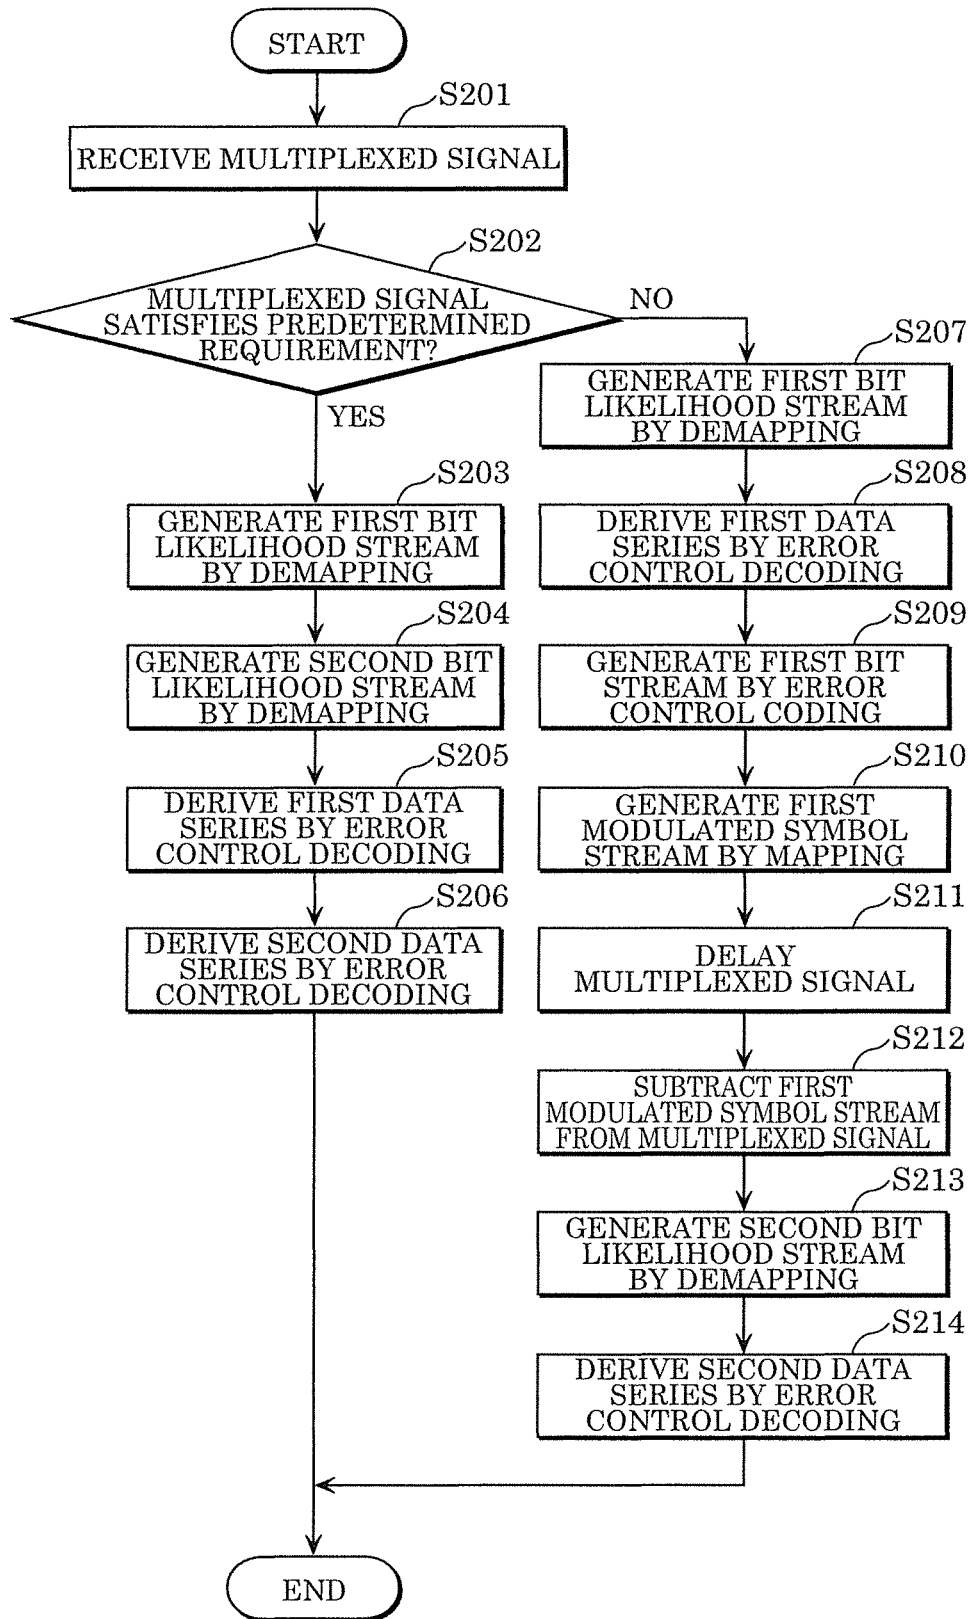 START
S201
RECEIVE MULTIPLEXED SIGNAL
S202
MULTIPLEXED SIGNAL
SATISFIES PREDETERMINED
REQUIREMENT?
NO
YES
S203
GENERATE FIRST BIT
LIKELIHOOD STREAM
BY DEMAPPING
S204
GENERATE SECOND BIT
LIKELIHOOD STREAM
BY DEMAPPING
S205
DERIVE FIRST DATA
SERIES BY ERROR
CONTROL DECODING
S206
DERIVE SECOND DATA
SERIES BY ERROR
CONTROL DECODING
S207
GENERATE FIRST BIT
LIKELIHOOD STREAM
BY DEMAPPING
S208
DERIVE FIRST DATA
SERIES BY ERROR
CONTROL DECODING
S209
GENERATE FIRST BIT
STREAM BY ERROR
CONTROL CODING
S210
GENERATE FIRST
MODULATED SYMBOL
STREAM BY MAPPING
S211
DELAY
MULTIPLEXED SIGNAL
S212
SUBTRACT FIRST
MODULATED SYMBOL STREAM
FROM MULTIPLEXED SIGNAL
S213
GENERATE SECOND BIT
LIKELIHOOD STREAM
BY DEMAPPING
S214
DERIVE SECOND DATA
SERIES BY ERROR
CONTROL DECODING
END